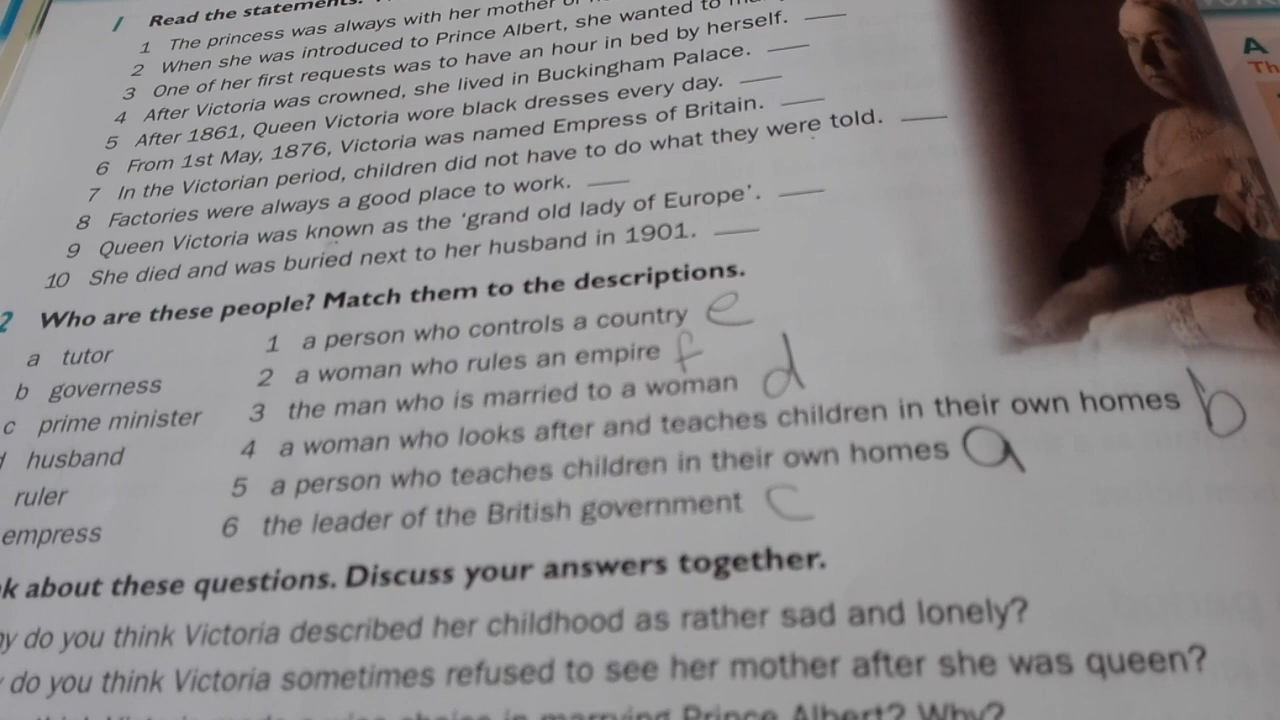 1 Read the statements.
1 The princess was always with her mother or
2 When she was introduced to Prince Albert, she wanted to
3 One of her first requests was to have an hour in bed by herself.
4 After Victoria was crowned, she lived in Buckingham Palace.
5 After 1861, Queen Victoria wore black dresses every day.
6 From 1st May, 1876, Victoria was named Empress of Britain.
7 In the Victorian period, children did not have to do what they were told.
8 Factories were always a good place to work.
9 Queen Victoria was known as the ‘grand old lady of Europe’.
10 She died and was buried next to her husband in 1901.
2 Who are these people? Match them to the descriptions.
a tutor
b governess
c prime minister
d husband
ruler
empress
1 a person who controls a country e
2 a woman who rules an empire f
3 the man who is married to a woman d
4 a woman who looks after and teaches children in their own homes b
5 a person who teaches children in their own homes a
6 the leader of the British government c
k about these questions. Discuss your answers together.
y do you think Victoria described her childhood as rather sad and lonely?
do you think Victoria sometimes refused to see her mother after she was queen?
in marrying Prince Albert? Why?
A
Th